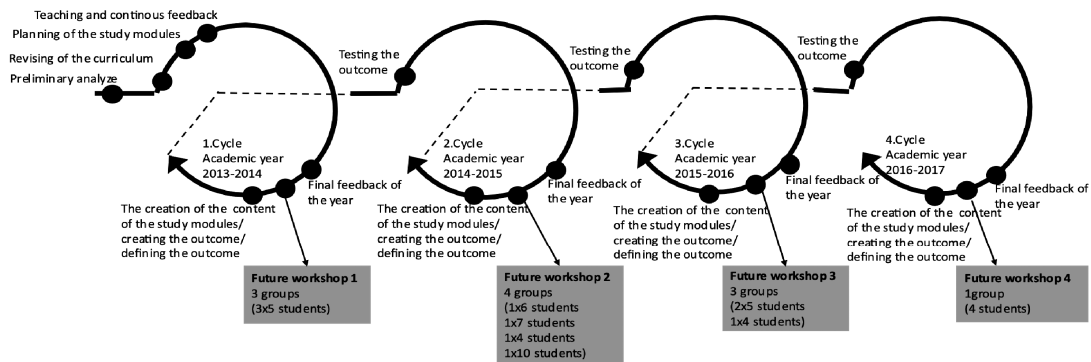 Teaching and continous feedback
Planning of the study modules
Revising of the curriculum
Preliminary analyze
1.Cycle
Academic year
2013-2014
Final feedback of
the year
The creation of the content
of the study modules/
creating the outcome/
defining the outcome
Future workshop 1
3 groups
(3x5 students)
Testing the
outcome
2.Cycle
Academic year
2014-2015
Final feedback of
the year
The creation of the content
of the study modules/
creating the outcome/
defining the outcome
Future workshop 2
4 groups
(1x6 students
1x7 students
1x4 students
1x10 students)
Testing the
outcome
3.Cycle
Academic year
2015-2016
Final feedback of
the year
The creation of the content
of the study modules/
creating the outcome/
defining the outcome
Future workshop 3
3 groups
(2x5 students
1x4 students)
Testing the
outcome
4.Cycle
Academic year
2016-2017
Final feedback of
the year
The creation of the content
of the study modules/
creating the outcome/
defining the outcome
Future workshop 4
1group
(4 students)